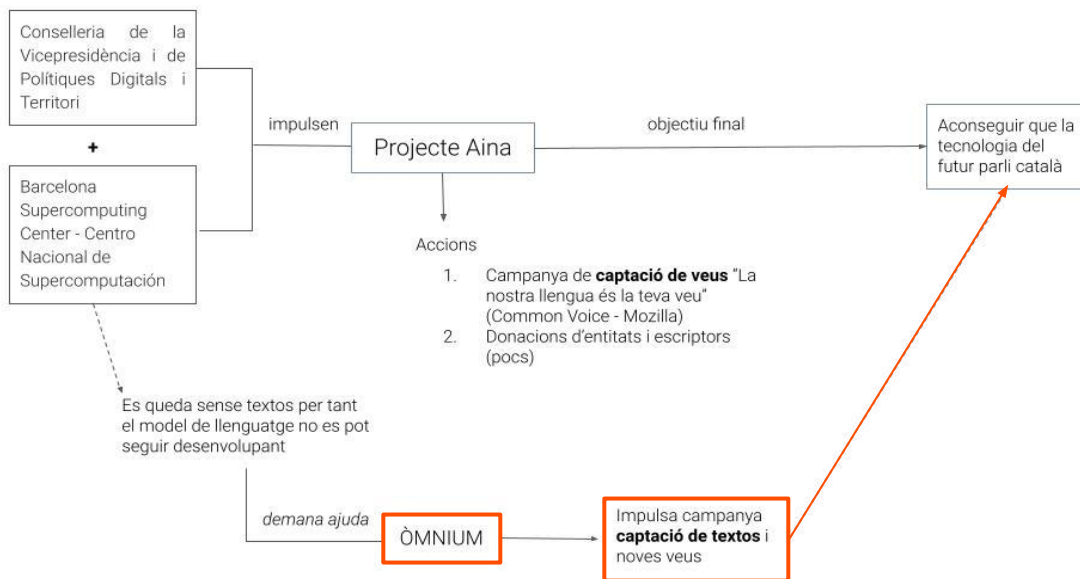 Conselleria de la
Vicepresidència i de
Polítiques Digitals i
Territori
+
Barcelona
Supercomputing
Center - Centro
Nacional de
Supercomputación
impulsen
Projecte Aina
objectiu final
Aconseguir que la
tecnologia del
futur parli català
Accions
1. Campanya de captació de veus “La
nostra llengua és la teva veu”
(Common Voice - Mozilla)
2. Donacions d’entitats i escriptors
(pocs)
Es queda sense textos per tant
el model de llenguatge no es pot
seguir desenvolupant
demana ajuda
ÒMNIUM
Impulsa campanya
captació de textos i
noves veus